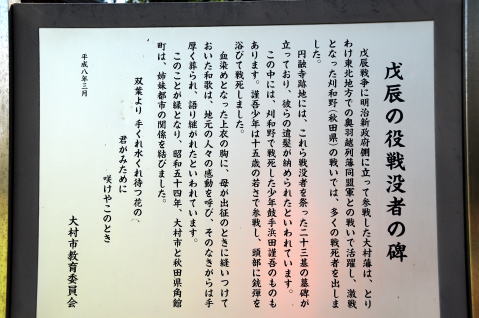 戊辰の役戦没者の碑
戊辰戦争に明治新政府側に立って参戦した大村藩は、とり
わけ東北地方での奥羽越列藩同盟軍との戦いで活躍し、激戦
となった刈和野（秋田県）の戦いでは、多くの戦死者を出しま
した。
円融寺跡地には、これら戦没者を祭った二十三基の墓碑が
立っており、彼らの遺髪が納められたといわれています。
この中には、刈和野で戦死した少年鼓手浜田謹吾のものも
あります。謹吾少年は十五歳の若さで参戦し、頭部に銃弾を
浴びて戦死しました。
血染めとなった上衣の胸に、母が出征のときに縫いつけて
おいた和歌は、地元の人々の感動を呼び、そのなきがらは手
厚く葬られ、語り継がれたといわれています。
このことが縁となり、昭和五十四年、大村市と秋田県角館
町は、姉妹都市の関係を結びました。
双葉より手くれ水くれ待つ花の
君がみために
咲けやこのとき
平成八年三月
大村市教育委員会